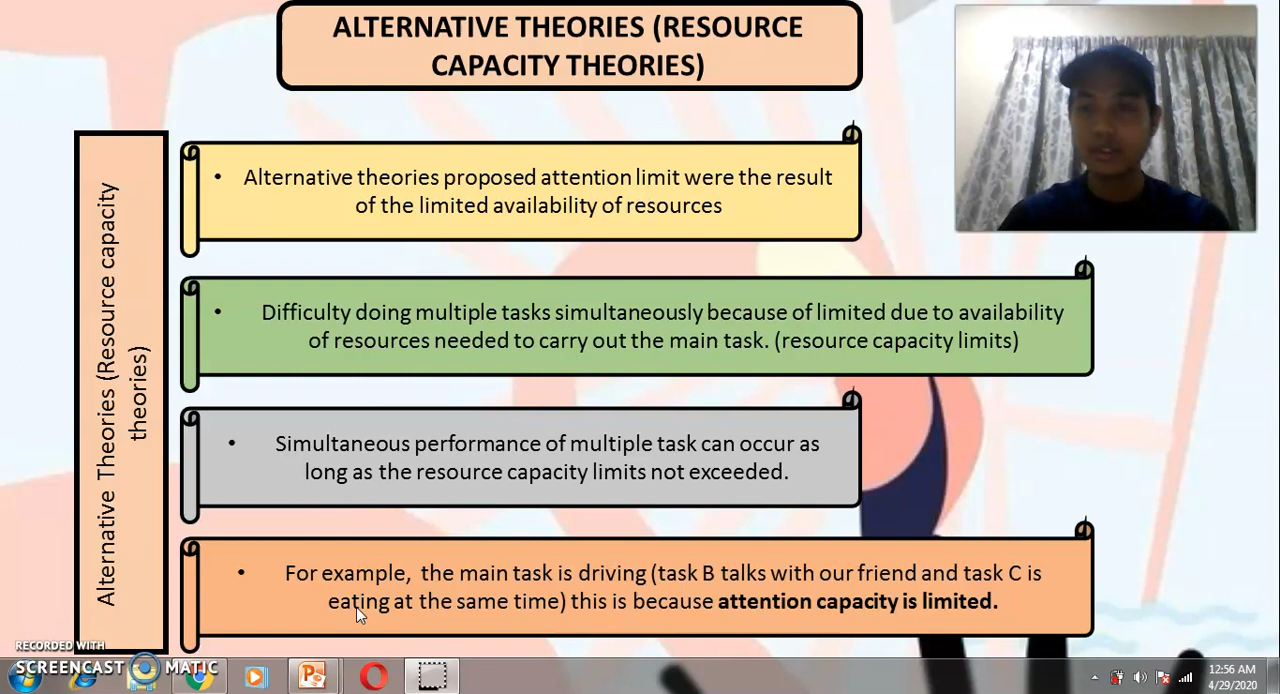 ALTERNATIVE THEORIES (RESOURCE
CAPACITY THEORIES)
Alternative Theories (Resource capacity
theories)
• Alternative theories proposed attention limit were the result
of the limited availability of resources
• Difficulty doing multiple tasks simultaneously because of limited due to availability
of resources needed to carry out the main task. (resource capacity limits)
• Simultaneous performance of multiple task can occur as
long as the resource capacity limits not exceeded.
• For example, the main task is driving (task B talks with our friend and task C is
eating at the same time) this is because attention capacity is limited.
RECORDED WITH
SCREENCAST MATIC
12:56 AM
4/29/2020